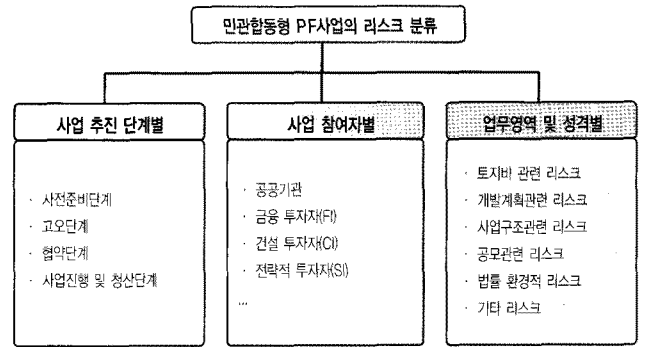 민관합동형 PF사업의 리스크 분류
사업 추진 단계별
· 사전준비단계
· 고오단계
· 협약단계
· 사업진행 및 청산단계
사업 참여자별
· 공공기관
· 금융 투자자(FI)
· 건설 투자자(CI)
· 전략적 투자자(SI)
...
업무영역 및 성격별
· 토지비 관련 리스크
· 개발계획관련 리스크
· 사업구조관련 리스크
· 공모관련 리스크
· 법률 환경적 리스크
· 기타 리스크